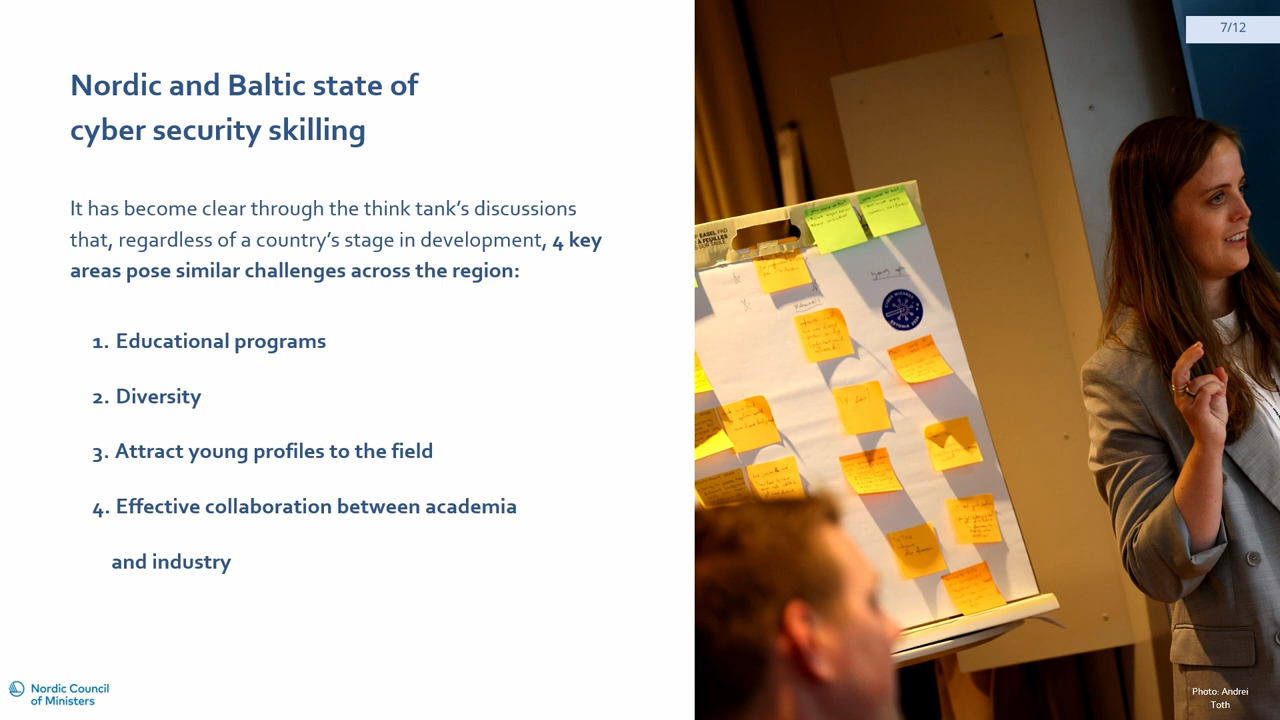 7/12
Nordic and Baltic state of
cyber security skilling
It has become clear through the think tank’s discussions
that, regardless of a country’s stage in development, 4 key
areas pose similar challenges across the region:
1. Educational programs
2. Diversity
3. Attract young profiles to the field
4. Effective collaboration between academia
and industry
EASEL PAD
Nordic Council
of Ministers
Photo: Andrei
Toth